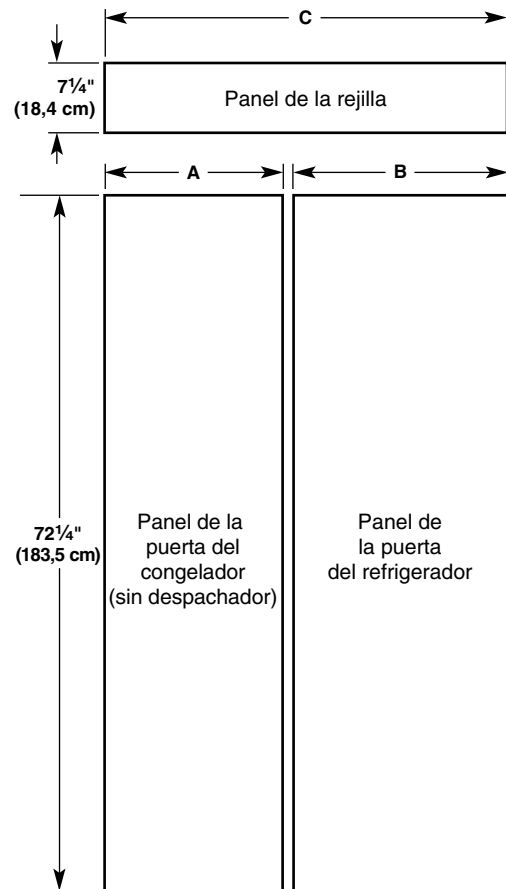 C
7¼"
(18,4 cm)
Panel de la rejilla
A
B
72¼"
(183,5 cm)
Panel de la
puerta del
congelador
(sin despachador)
Panel de
la puerta
del refrigerador